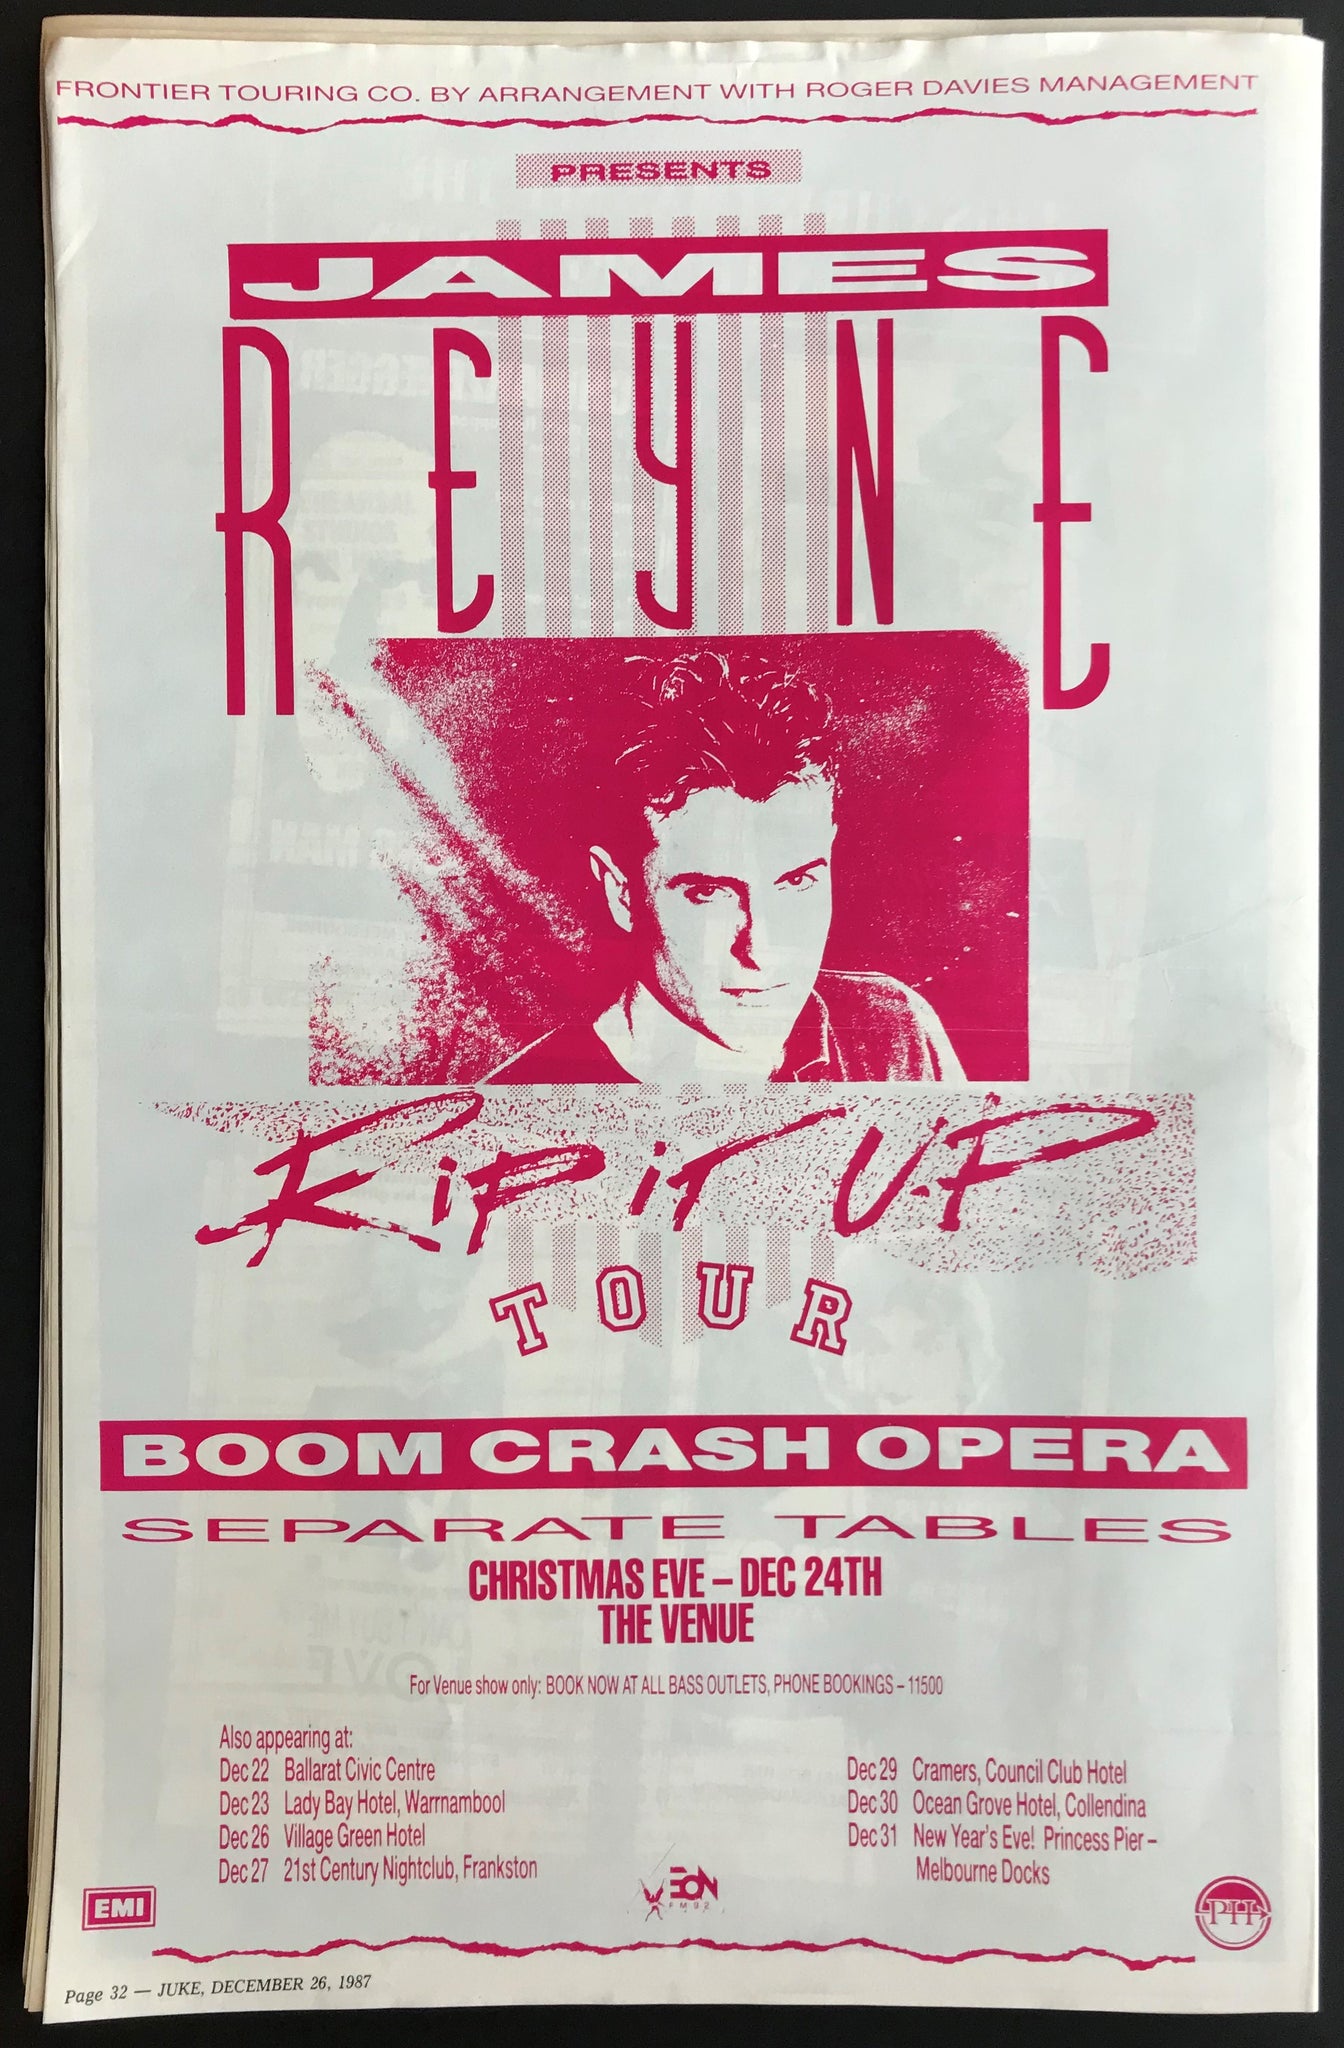 FRONTIER TOURING CO. BY ARRANGEMENT WITH ROGER DAVIES MANAGEMENT
PRESENTS
JAMES
REYNE
RIP IT UP
TOUR
BOOM CRASH OPERA
SEPARATE TABLES
CHRISTMAS EVE – DEC 24TH
THE VENUE
For Venue show only: BOOK NOW AT ALL BASS OUTLETS, PHONE BOOKINGS – 11500
Also appearing at:
Dec 22 Ballarat Civic Centre
Dec 23 Lady Bay Hotel, Warrnambool
Dec 26 Village Green Hotel
Dec 27 21st Century Nightclub, Frankston
Dec 29 Cramers, Council Club Hotel
Dec 30 Ocean Grove Hotel, Collendina
Dec 31 New Year's Eve! Princess Pier –
Melbourne Docks
EMI
EON
FM92
PH
Page 32 — JUKE, DECEMBER 26, 1987